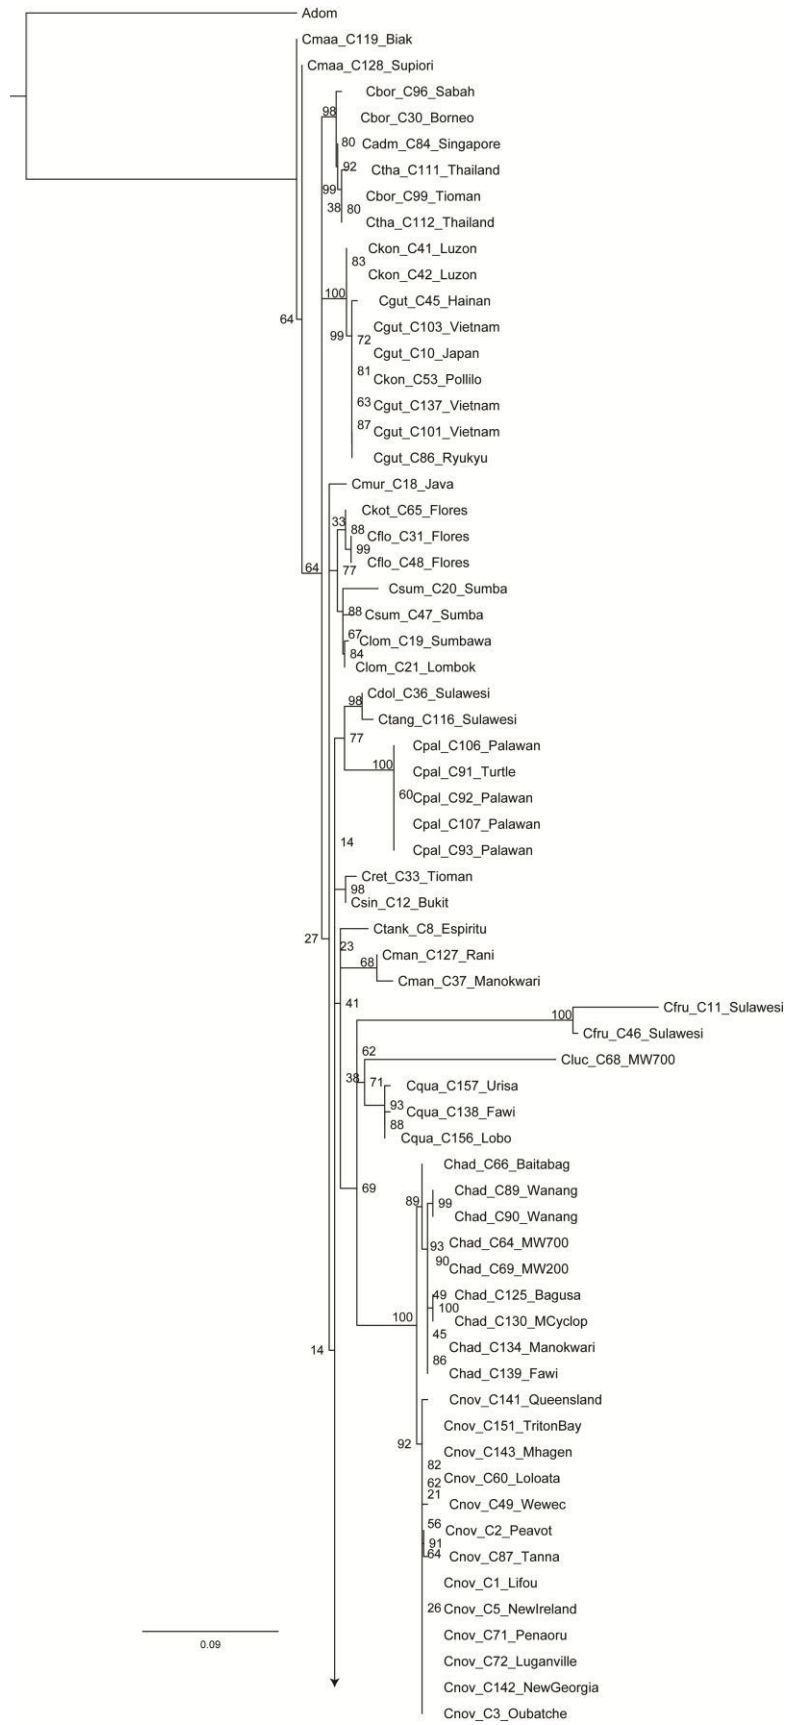 Adom
Cmaa_C119_Biak
Cmaa_C128_Supiori
Cbor_C96_Sabah
98
Cbor_C30_Borneo
80 Cadm_C84_Singapore
92
Ctha_C111_Thailand
99 Cbor_C99_Tioman
38 80
Ctha_C112_Thailand
Ckon_C41_Luzon
83
Ckon_C42_Luzon
100
Cgut_C45_Hainan
64
Cgut_C103_Vietnam
99 72
Cgut_C10_Japan
81
Ckon_C53_Pollilo
63 Cgut_C137_Vietnam
87 Cgut_C101_Vietnam
Cgut_C86_Ryukyu
Cmur_C18_Java
Ckot_C65_Flores
33
88 Cflo_C31_Flores
99
Cflo_C48_Flores
64 77
Csum_C20_Sumba
88 Csum_C47_Sumba
67
Clom_C19_Sumbawa
84
Clom_C21_Lombok
Cdol_C36_Sulawesi
98
Ctang_C116_Sulawesi
77
Cpal_C106_Palawan
100 Cpal_C91_Turtle
60 Cpal_C92_Palawan
Cpal_C107_Palawan
14
Cpal_C93_Palawan
Cret_C33_Tioman
98
Csin_C12_Bukit
Ctank_C8_Espiritu
27 23
Cman_C127_Rani
68
Cman_C37_Manokwari
41
Cfru_C11_Sulawesi
100
Cfru_C46_Sulawesi
62
Cluc_C68_MW700
38 71 Cqua_C157_Urisa
93
Cqua_C138_Fawi
88
Cqua_C156_Lobo
Chad_C66_Baitabag
69
Chad_C89_Wanang
89 99
Chad_C90_Wanang
93 Chad_C64_MW700
90
Chad_C69_MW200
49 Chad_C125_Bagusa
100
100 Chad_C130_MCyclop
45
Chad_C134_Manokwari
14
86
Chad_C139_Fawi
Cnov_C141_Queensland
Cnov_C151_TritonBay
92
Cnov_C143_Mhagen
82
62 Cnov_C60_Loloata
21
Cnov_C49_Wewec
56
Cnov_C2_Peavot
91
64 Cnov_C87_Tanna
Cnov_C1_Lifou
26 Cnov_C5_NewIreland
Cnov_C71_Penaoru
0.09
Cnov_C72_Luganville
Cnov_C142_NewGeorgia
Cnov_C3_Oubatche